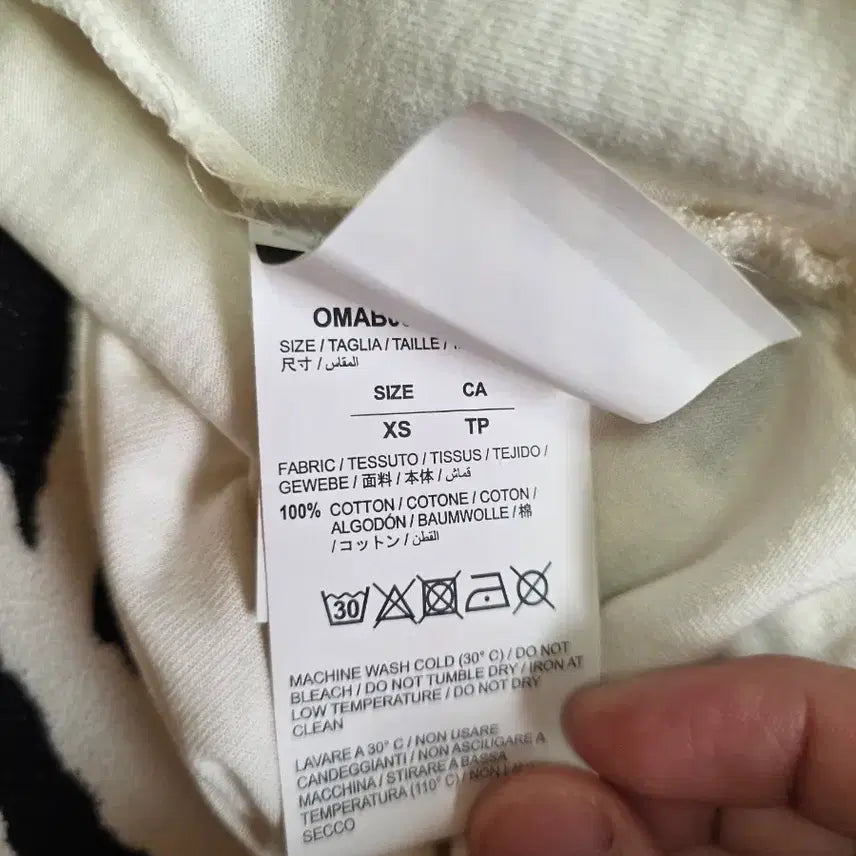 SIZE / TAGLIA / TAILLE /
尺寸 / المقاس /
SIZE CA
XS TP
FABRIC / TESSUTO / TISSUS / TEJIDO /
GEWEBE / 面料 / 本体 / قماش /
100% COTTON / COTONE / COTON /
ALGODÓN / BAUMWOLLE / 棉
/ コットン / القطن /
30
MACHINE WASH COLD (30° C) / DO NOT
BLEACH / DO NOT TUMBLE DRY / IRON AT
LOW TEMPERATURE / DO NOT DRY
CLEAN
LAVARE A 30° C / NON USARE
CANDEGGIANTI / NON ASCIUGARE A
MACCHINA / STIRARE A BASSA
TEMPERATURA (110° C) / NON
SECCO